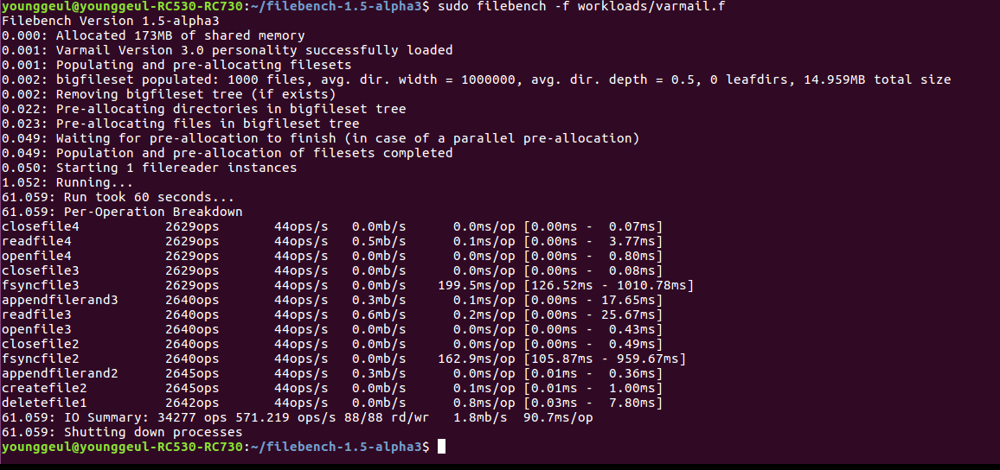 younggeul@younggeul-RC530-RC730:~/filebench-1.5-alpha3$ sudo filebench -f workloads/varmail.f
Filebench Version 1.5-alpha3
0.000: Allocated 173MB of shared memory
0.001: Varmail Version 3.0 personality successfully loaded
0.001: Populating and pre-allocating filesets
0.002: bigfileset populated: 1000 files, avg. dir. width = 1000000, avg. dir. depth = 0.5, 0 leafdirs, 14.959MB total size
0.002: Removing bigfileset tree (if exists)
0.022: Pre-allocating directories in bigfileset tree
0.023: Pre-allocating files in bigfileset tree
0.049: Waiting for pre-allocation to finish (in case of a parallel pre-allocation)
0.049: Population and pre-allocation of filesets completed
0.050: Starting 1 filereader instances
1.052: Running...
61.059: Run took 60 seconds...
61.059: Per-Operation Breakdown
closefile4           2629ops       44ops/s   0.0mb/s      0.0ms/op [0.00ms -  0.07ms]
readfile4            2629ops       44ops/s   0.5mb/s      0.1ms/op [0.00ms -  3.77ms]
openfile4            2629ops       44ops/s   0.0mb/s      0.0ms/op [0.00ms -  0.80ms]
closefile3           2629ops       44ops/s   0.0mb/s      0.0ms/op [0.00ms -  0.08ms]
fsyncfile3           2629ops       44ops/s   0.0mb/s    199.5ms/op [126.52ms - 1010.78ms]
appendfilerand3      2640ops       44ops/s   0.3mb/s      0.1ms/op [0.00ms - 17.65ms]
readfile3            2640ops       44ops/s   0.6mb/s      0.2ms/op [0.00ms - 25.67ms]
openfile3            2640ops       44ops/s   0.0mb/s      0.0ms/op [0.00ms -  0.43ms]
closefile2           2640ops       44ops/s   0.0mb/s      0.0ms/op [0.00ms -  0.49ms]
fsyncfile2           2640ops       44ops/s   0.0mb/s    162.9ms/op [105.87ms - 959.67ms]
appendfilerand2      2645ops       44ops/s   0.3mb/s      0.0ms/op [0.01ms -  0.36ms]
createfile2          2645ops       44ops/s   0.0mb/s      0.1ms/op [0.01ms -  1.00ms]
deletefile1          2642ops       44ops/s   0.0mb/s      0.8ms/op [0.03ms -  7.80ms]
61.059: IO Summary: 34277 ops 571.219 ops/s 88/88 rd/wr   1.8mb/s  90.7ms/op
61.059: Shutting down processes
younggeul@younggeul-RC530-RC730:~/filebench-1.5-alpha3$